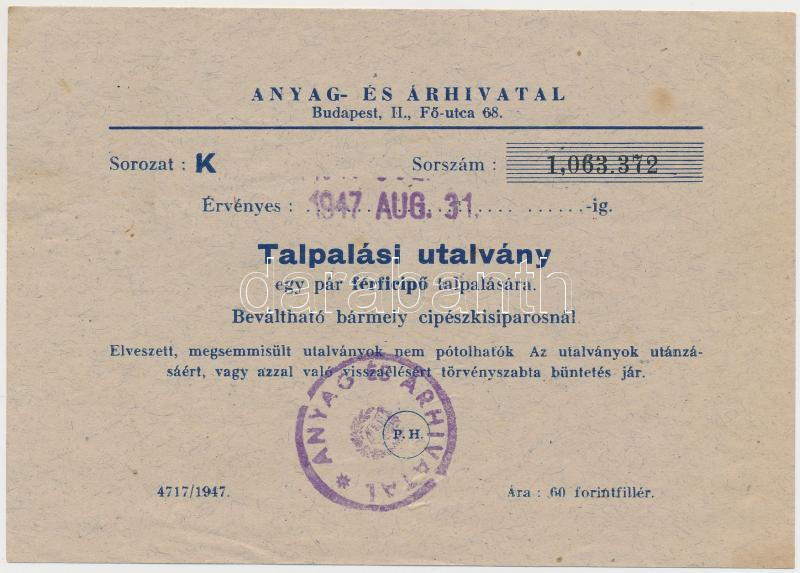 ANYAG- ÉS ÁRHIVATAL
Budapest, II., Fő-utca 68.
Sorozat : K
Sorszám : 1,063.372
Érvényes : 1947 AUG. 31. -ig.
Talpalási utalvány
egy pár férficipő talpalására.
Beváltható bármely cipészkisiparosnál
Elveszett, megsemmisült utalványok nem pótolhatók Az utalványok utánzá-
sáért, vagy azzal való visszaélésért törvényszabta büntetés jár.
ANYAG ÉS ÁRHIVATAL
P. H.
4717/1947.
Ára : 60 forintfillér.
darabanth